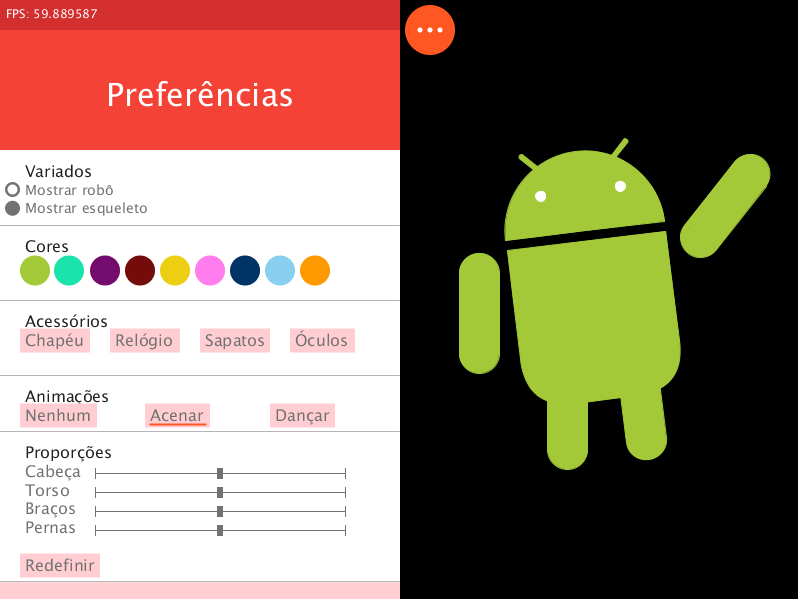 FPS: 59.889587
Preferências
Variados
Mostrar robô
Mostrar esqueleto
Cores
Acessórios
Chapéu Relógio Sapatos Óculos
Animações
Nenhum Acenar Dançar
Proporções
Cabeça
Torso
Braços
Pernas
Redefinir